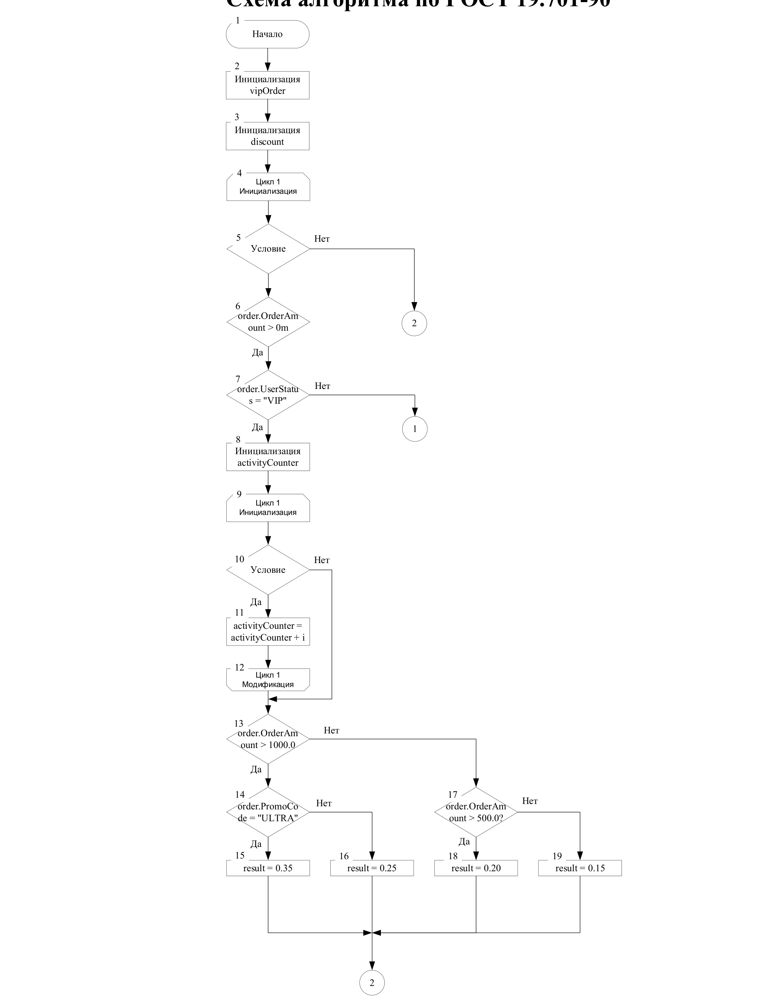 Схема алгоритма по ГОСТ 19.701-90
1
Начало
2
Инициализация
vipOrder
3
Инициализация
discount
4
Цикл 1
Инициализация
5
Условие
Нет
6
order.OrderAm
ount > 0m
2
Да
7
order.UserStatu
s = "VIP"
Нет
1
Да
8
Инициализация
activityCounter
9
Цикл 1
Инициализация
10
Условие
Нет
Да
11
activityCounter =
activityCounter + i
12
Цикл 1
Модификация
13
order.OrderAm
ount > 1000.0
Нет
Да
14
order.PromoCo
de = "ULTRA"
Нет
17
order.OrderAm
ount > 500.0?
Нет
Да
Да
15
result = 0.35
16
result = 0.25
18
result = 0.20
19
result = 0.15
2